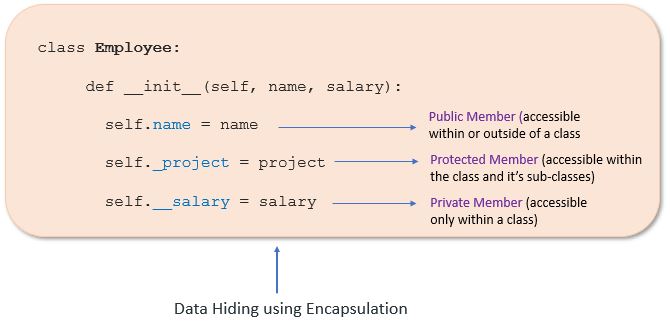 class Employee:
def __init__(self, name, salary):
self.name = name
Public Member (accessible
within or outside of a class
self._project = project
Protected Member (accessible within
the class and it's sub-classes)
self.__salary = salary
Private Member (accessible
only within a class)
Data Hiding using Encapsulation